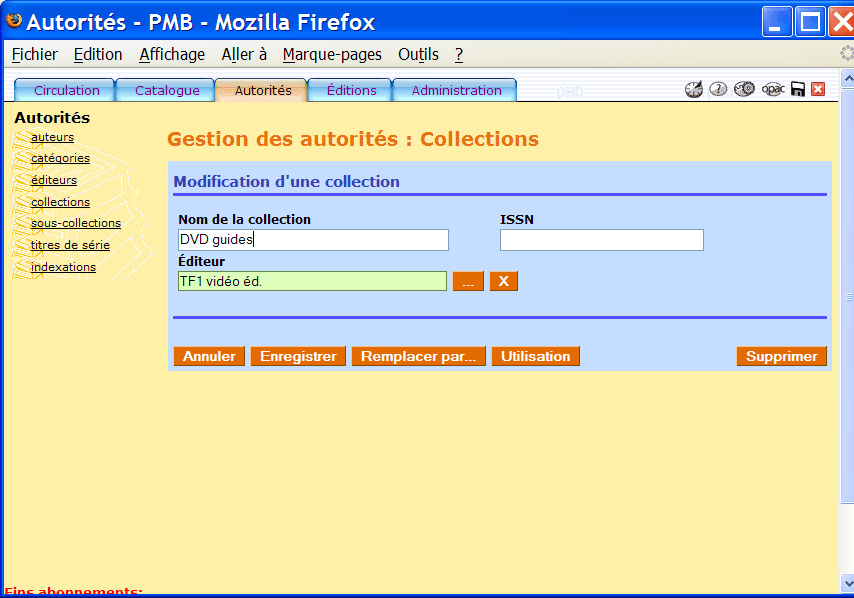 Autorités - PMB - Mozilla Firefox
Fichier Edition Affichage Aller à Marque-pages Outils ?
Circulation Catalogue Autorités Éditions Administration pmb opac
Autorités
auteurs
catégories
éditeurs
collections
sous-collections
titres de série
indexations
Gestion des autorités : Collections
Modification d'une collection
Nom de la collection ISSN
DVD guides
Éditeur
TF1 vidéo éd. ... X
Annuler Enregistrer Remplacer par... Utilisation Supprimer
Fins abonnements: